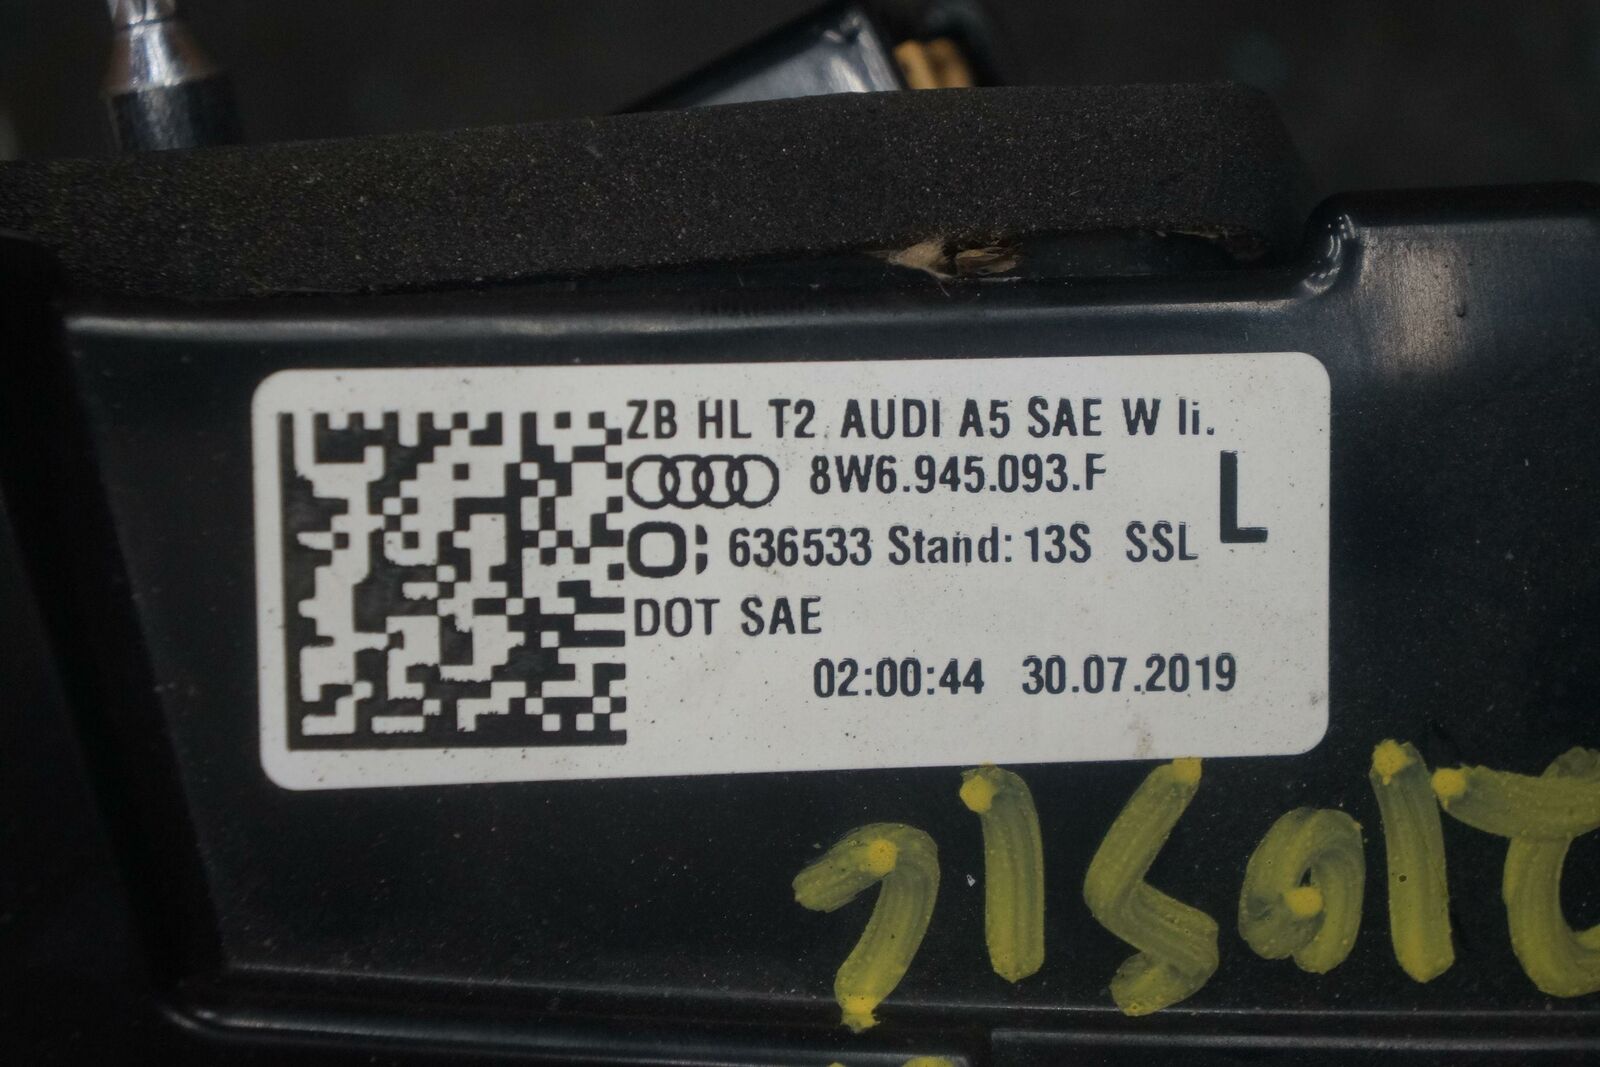 ZB HL T2 AUDI A5 SAE W li.
8W6.945.093.F
L
636533 Stand: 13S SSL
DOT SAE
02:00:44 30.07.2019